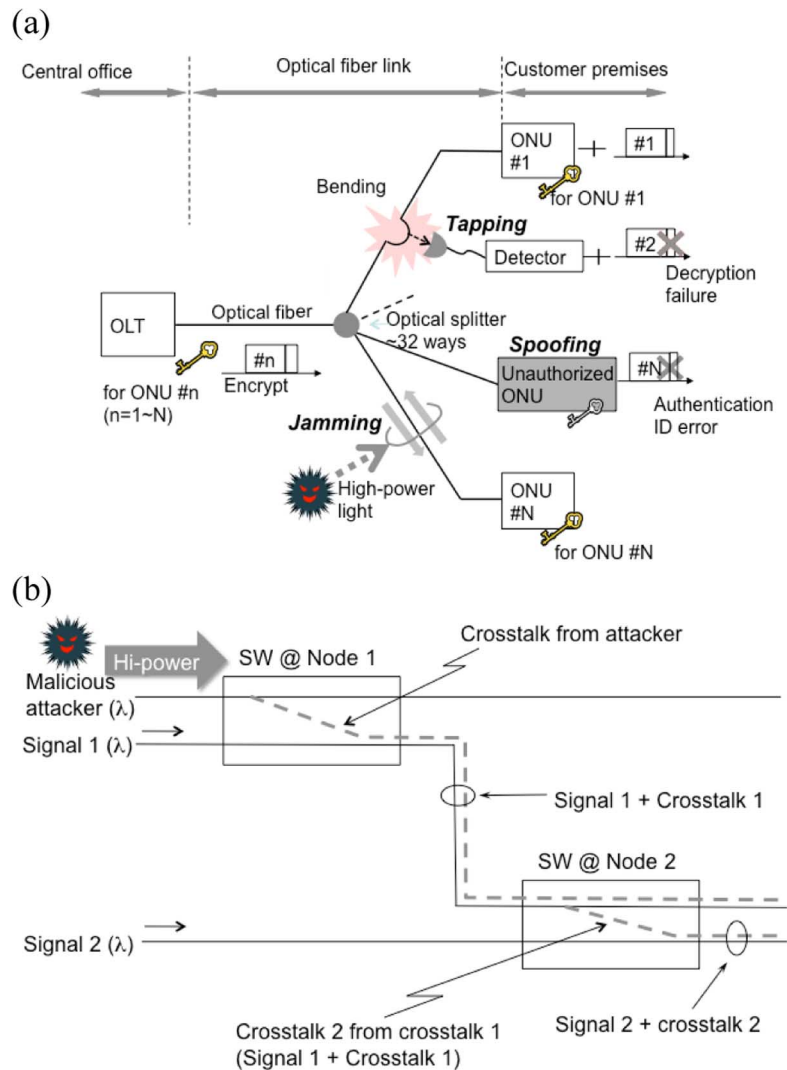 (a)
Central office
Optical fiber link
Customer premises
ONU
#1
#1
for ONU #1
Bending
Tapping
Detector
#2
Decryption
failure
OLT
Optical fiber
Optical splitter
~32 ways
for ONU #n
(n=1~N)
#n
Encrypt
Spoofing
Unauthorized
ONU
#N
Authentication
ID error
Jamming
High-power
light
ONU
#N
for ONU #N
(b)
Hi-power
SW @ Node 1
Crosstalk from attacker
Malicious
attacker (λ)
Signal 1 (λ)
Signal 1 + Crosstalk 1
SW @ Node 2
Signal 2 (λ)
Crosstalk 2 from crosstalk 1
(Signal 1 + Crosstalk 1)
Signal 2 + crosstalk 2